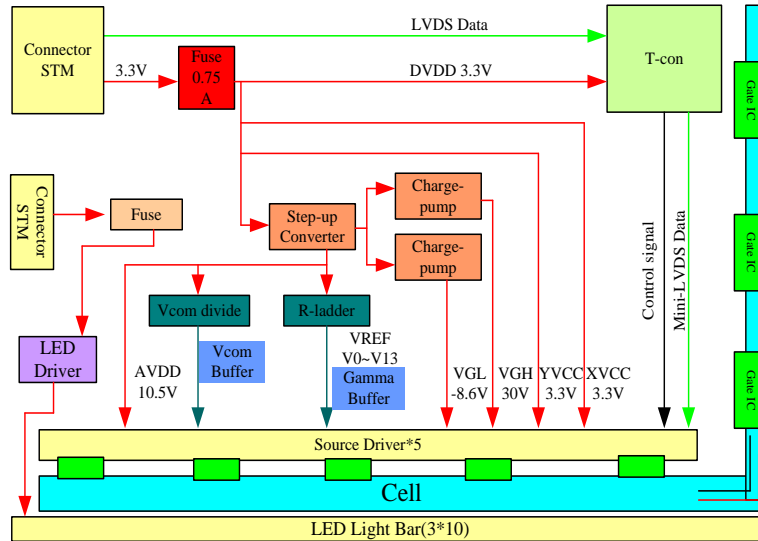 Connector
STM
LVDS Data
3.3V
Fuse
0.75
A
DVDD 3.3V
T-con
Gate IC
Connector
STM
Fuse
Step-up
Converter
Charge-
pump
Charge-
pump
Control signal
Mini-LVDS Data
Gate IC
Vcom divide
R-ladder
LED
Driver
AVDD
10.5V
Vcom
Buffer
VREF
V0~V13
Gamma
Buffer
VGL
-8.6V
VGH
30V
YVCC
3.3V
XVCC
3.3V
Gate IC
Source Driver*5
Cell
LED Light Bar(3*10)